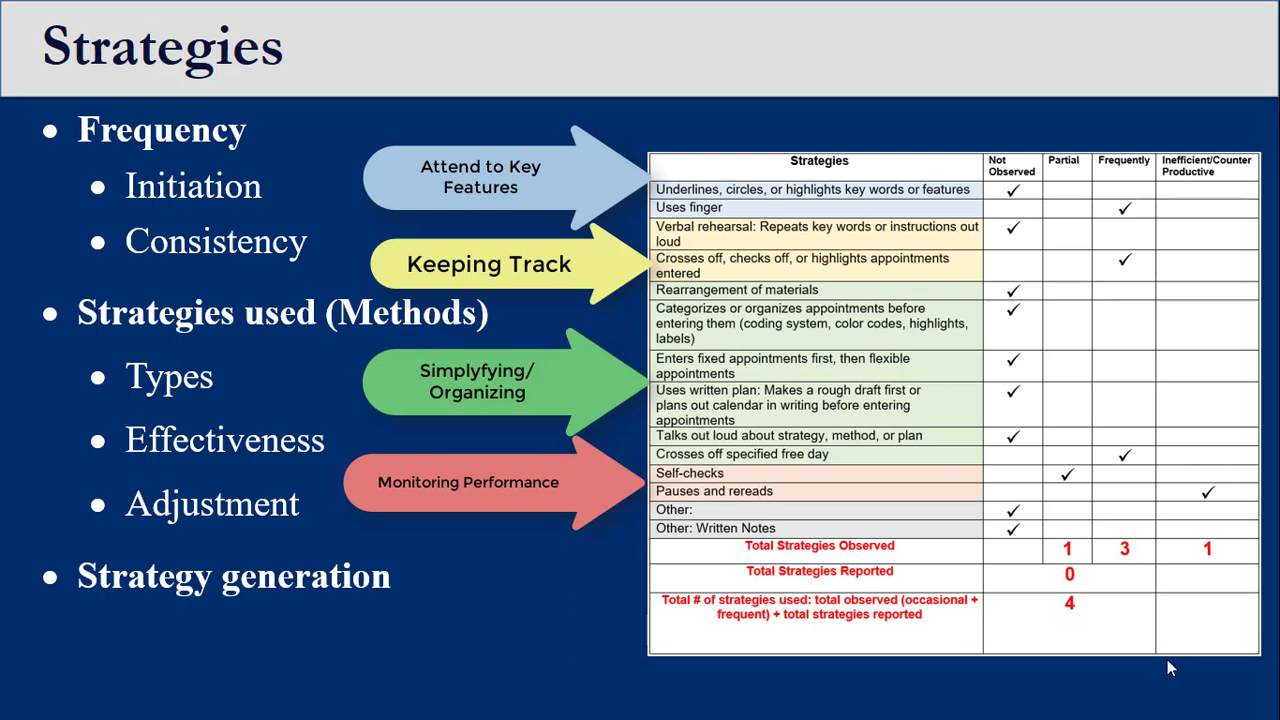 Strategies
• Frequency
• Initiation
• Consistency
• Strategies used (Methods)
• Types
• Effectiveness
• Adjustment
• Strategy generation
Attend to Key
Features
Keeping Track
Simplyfying/
Organizing
Monitoring Performance
Strategies
Not
Observed
Partial
Frequently
Inefficient/Counter
Productive
Underlines, circles, or highlights key words or features ✓
Uses finger ✓
Verbal rehearsal: Repeats key words or instructions out
loud ✓
Crosses off, checks off, or highlights appointments
entered ✓
Rearrangement of materials ✓
Categorizes or organizes appointments before
entering them (coding system, color codes, highlights,
labels) ✓
Enters fixed appointments first, then flexible
appointments ✓
Uses written plan: Makes a rough draft first or
plans out calendar in writing before entering
appointments ✓
Talks out loud about strategy, method, or plan ✓
Crosses off specified free day ✓
Self-checks ✓
Pauses and rereads ✓
Other: ✓
Other: Written Notes ✓
Total Strategies Observed 1 3 1
Total Strategies Reported 0
Total # of strategies used: total observed (occasional + 4
frequent) + total strategies reported